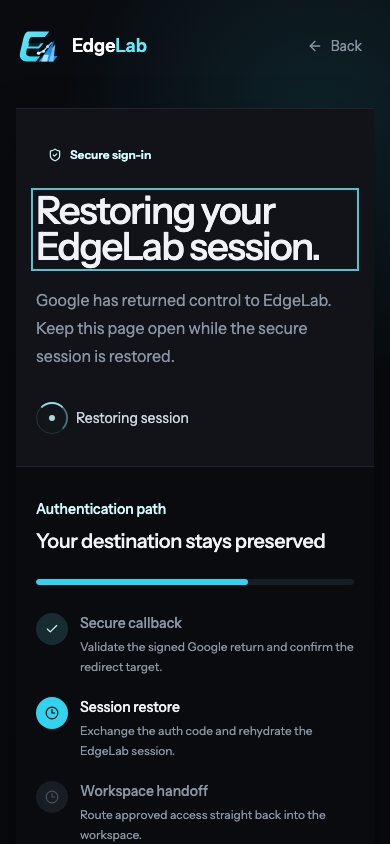 EdgeLab
Back
Secure sign-in
Restoring your
EdgeLab session.
Google has returned control to EdgeLab.
Keep this page open while the secure
session is restored.
Restoring session
Authentication path
Your destination stays preserved
Secure callback
Validate the signed Google return and confirm the
redirect target.
Session restore
Exchange the auth code and rehydrate the
EdgeLab session.
Workspace handoff
Route approved access straight back into the
workspace.